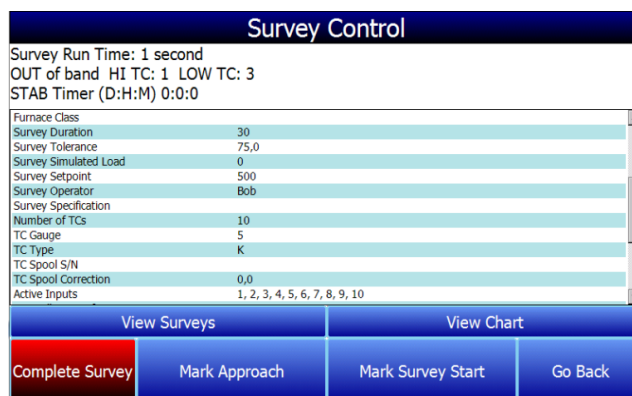 Survey Control
Survey Run Time: 1 second
OUT of band HI TC: 1 LOW TC: 3
STAB Timer (D:H:M) 0:0:0
Furnace Class
Survey Duration 30
Survey Tolerance 75,0
Survey Simulated Load 0
Survey Setpoint 500
Survey Operator Bob
Survey Specification
Number of TCs 10
TC Gauge 5
TC Type K
TC Spool S/N
TC Spool Correction 0,0
Active Inputs 1, 2, 3, 4, 5, 6, 7, 8, 9, 10
View Surveys View Chart
Complete Survey Mark Approach Mark Survey Start Go Back